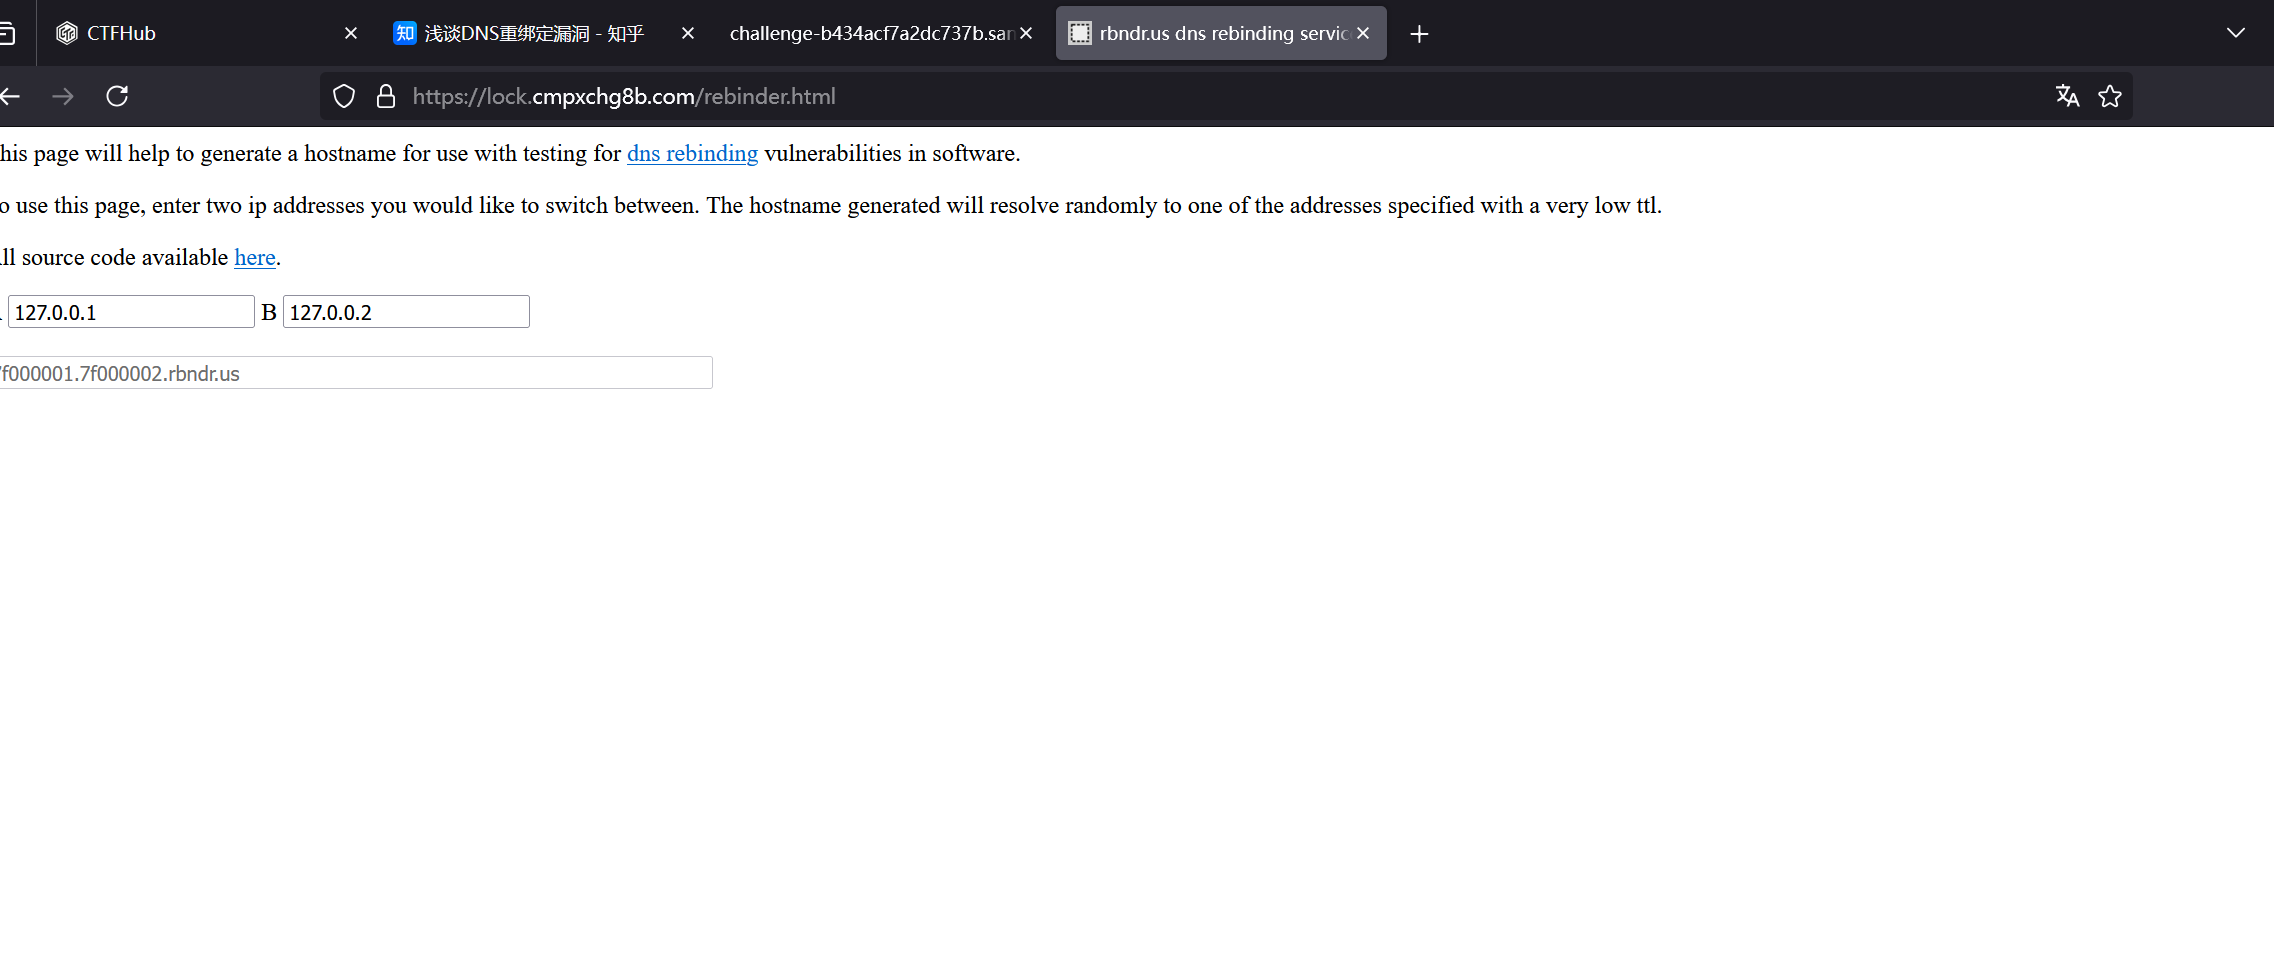 CTFHub
知 浅谈DNS重绑定漏洞 - 知乎
challenge-b434acf7a2dc737b.san
rbndr.us dns rebinding servic
https://lock.cmpxchg8b.com/rebinder.html
his page will help to generate a hostname for use with testing for dns rebinding vulnerabilities in software.
o use this page, enter two ip addresses you would like to switch between. The hostname generated will resolve randomly to one of the addresses specified with a very low ttl.
ll source code available here.
127.0.0.1 B 127.0.0.2
f000001.7f000002.rbndr.us